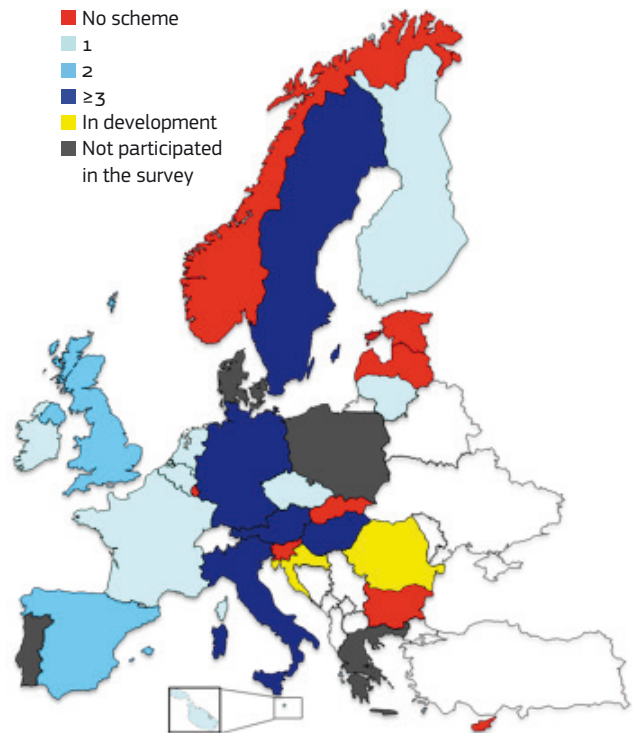 No scheme
1
2
≥3
In development
Not participated
in the survey